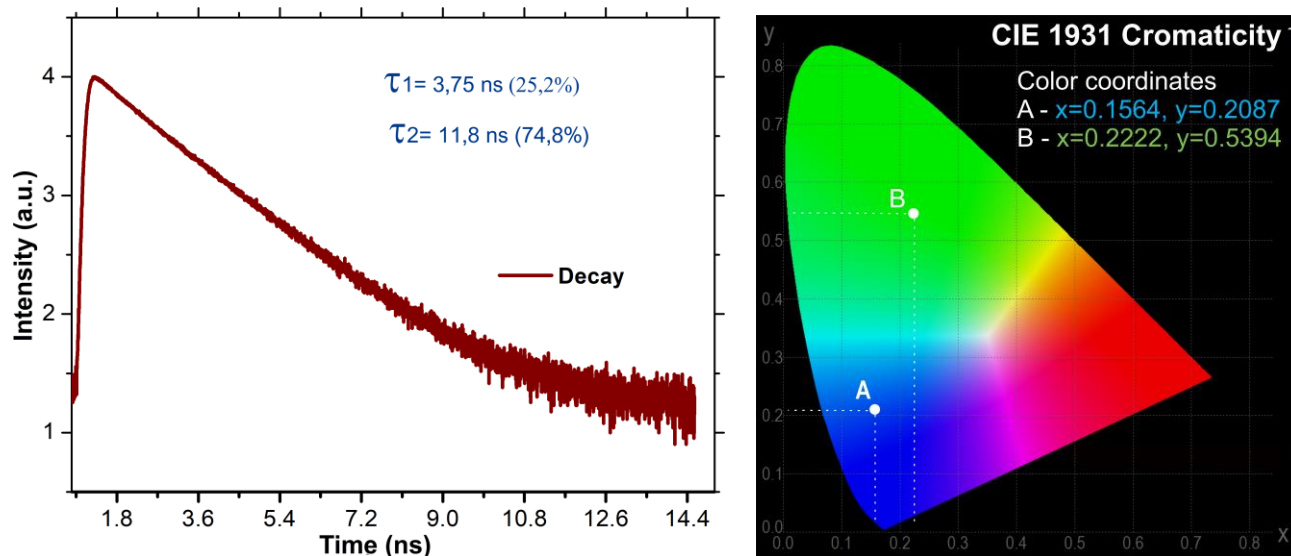 τ1= 3,75 ns (25,2%)
τ2= 11,8 ns (74,8%)
Decay
Intensity (a.u.)
4
3
2
1
1.8 3.6 5.4 7.2 9.0 10.8 12.6 14.4
Time (ns)
CIE 1931 Cromaticity
Color coordinates
A - x=0.1564, y=0.2087
B - x=0.2222, y=0.5394
y
0.8
0.7
0.6
0.5
0.4
0.3
0.2
0.1
0.0
B
A
0.0 0.1 0.2 0.3 0.4 0.5 0.6 0.7 0.8
x